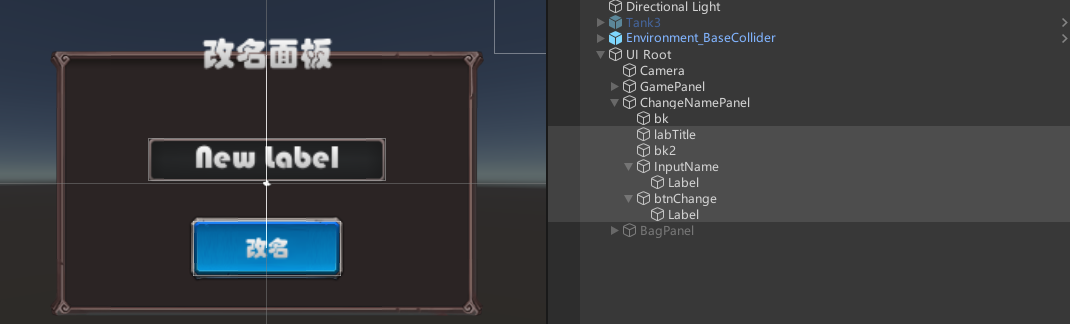 改名面板
New Label
改名
Directional Light
Tank3
Environment_BaseCollider
UI Root
Camera
GamePanel
ChangeNamePanel
bk
labTitle
bk2
InputName
Label
btnChange
Label
BagPanel